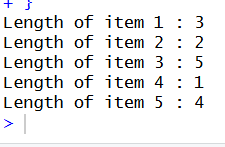 + }
Length of item 1 : 3
Length of item 2 : 2
Length of item 3 : 5
Length of item 4 : 1
Length of item 5 : 4
>